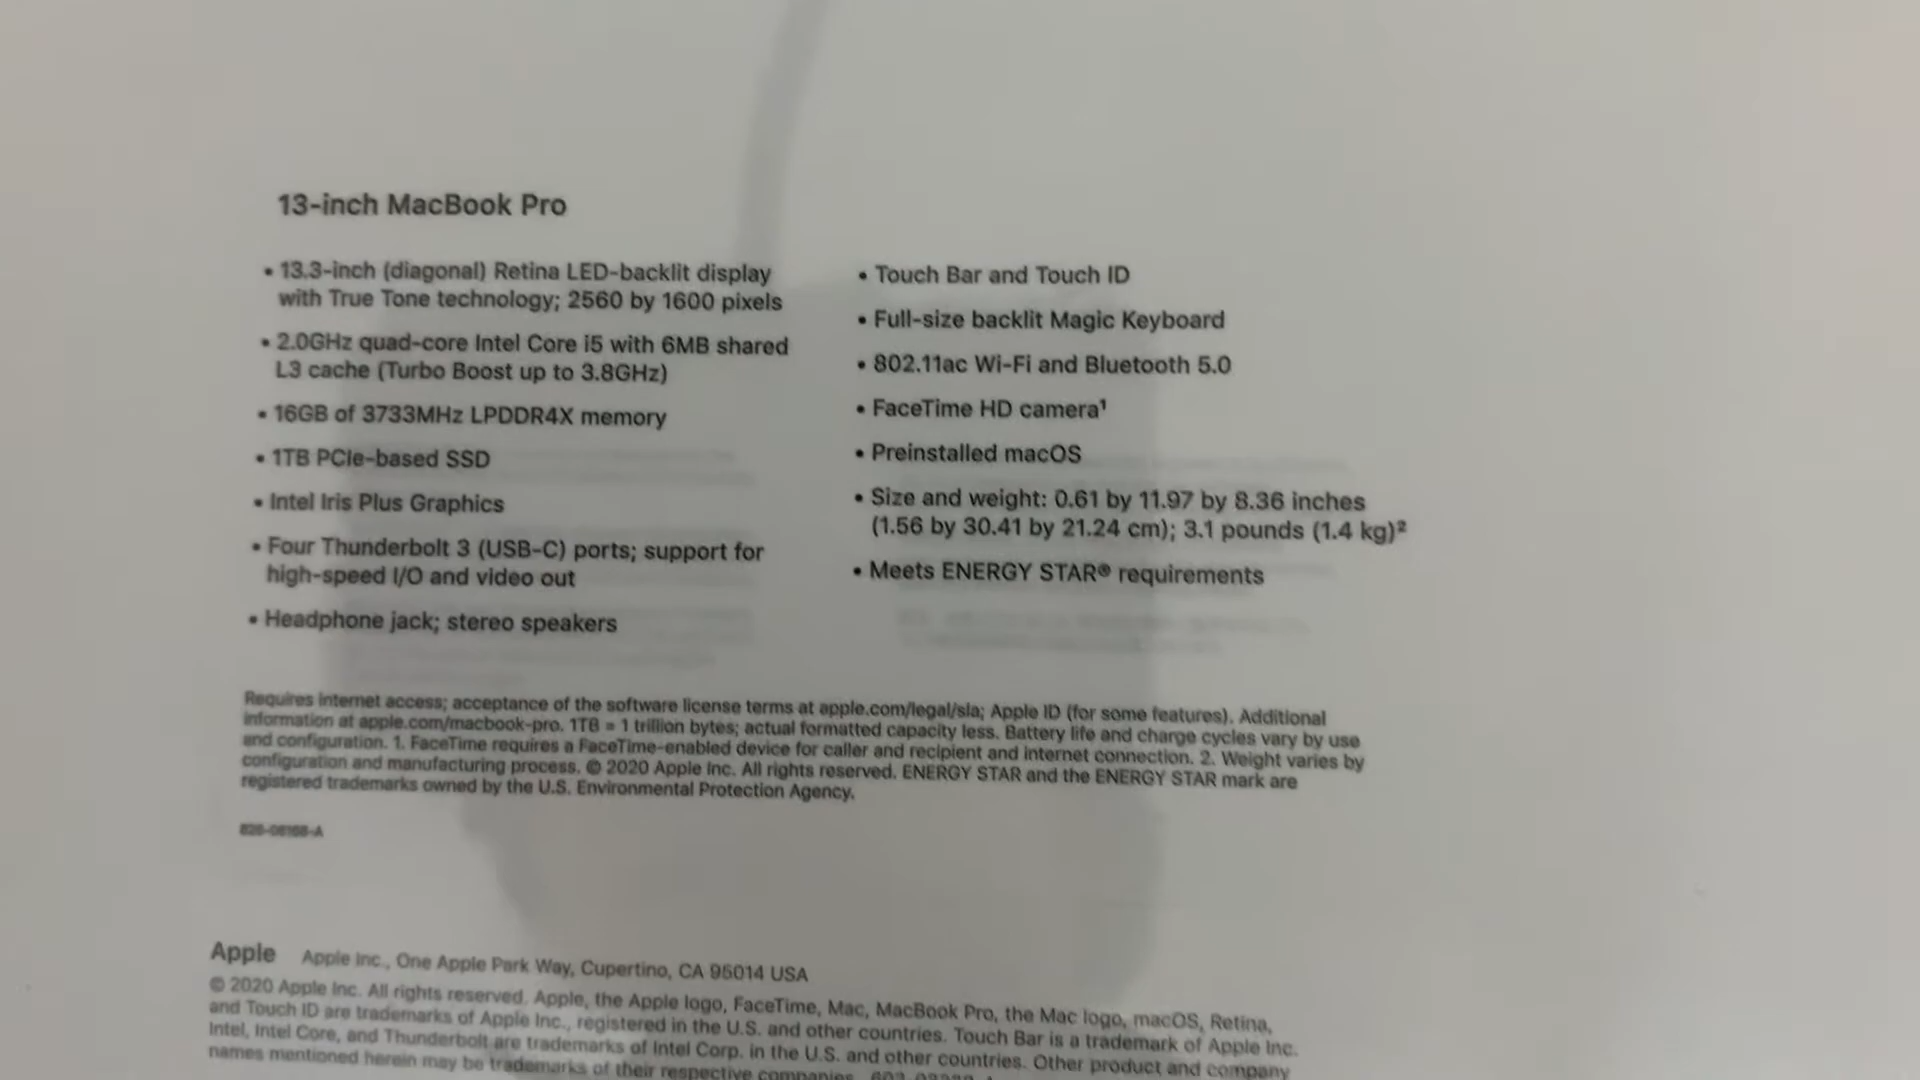 13-inch MacBook Pro
• 13.3-inch (diagonal) Retina LED-backlit display
with True Tone technology; 2560 by 1600 pixels
• 2.0GHz quad-core Intel Core i5 with 6MB shared
L3 cache (Turbo Boost up to 3.8GHz)
• 16GB of 3733MHz LPDDR4X memory
• 1TB PCIe-based SSD
• Intel Iris Plus Graphics
• Four Thunderbolt 3 (USB-C) ports; support for
high-speed I/O and video out
• Headphone jack; stereo speakers
• Touch Bar and Touch ID
• Full-size backlit Magic Keyboard
• 802.11ac Wi-Fi and Bluetooth 5.0
• FaceTime HD camera¹
• Preinstalled macOS
• Size and weight: 0.61 by 11.97 by 8.36 inches
(1.56 by 30.41 by 21.24 cm); 3.1 pounds (1.4 kg)²
• Meets ENERGY STAR® requirements
Requires internet access; acceptance of the software license terms at apple.com/legal/sla; Apple ID (for some features). Additional
information at apple.com/macbook-pro. 1TB = 1 trillion bytes; actual formatted capacity less. Battery life and charge cycles vary by use
and configuration. 1. FaceTime requires a FaceTime-enabled device for caller and recipient and internet connection. 2. Weight varies by
configuration and manufacturing process. © 2020 Apple Inc. All rights reserved. ENERGY STAR and the ENERGY STAR mark are
registered trademarks owned by the U.S. Environmental Protection Agency.
Apple Apple Inc., One Apple Park Way, Cupertino, CA 95014 USA
© 2020 Apple Inc. All rights reserved. Apple, the Apple logo, FaceTime, Mac, MacBook Pro, the Mac logo, macOS, Retina,
and Touch ID are trademarks of Apple Inc., registered in the U.S. and other countries. Touch Bar is a trademark of Apple Inc.
Intel, Intel Core, and Thunderbolt are trademarks of Intel Corp. in the U.S. and other countries. Other product and company
names mentioned herein may be trademarks of their respective companies.